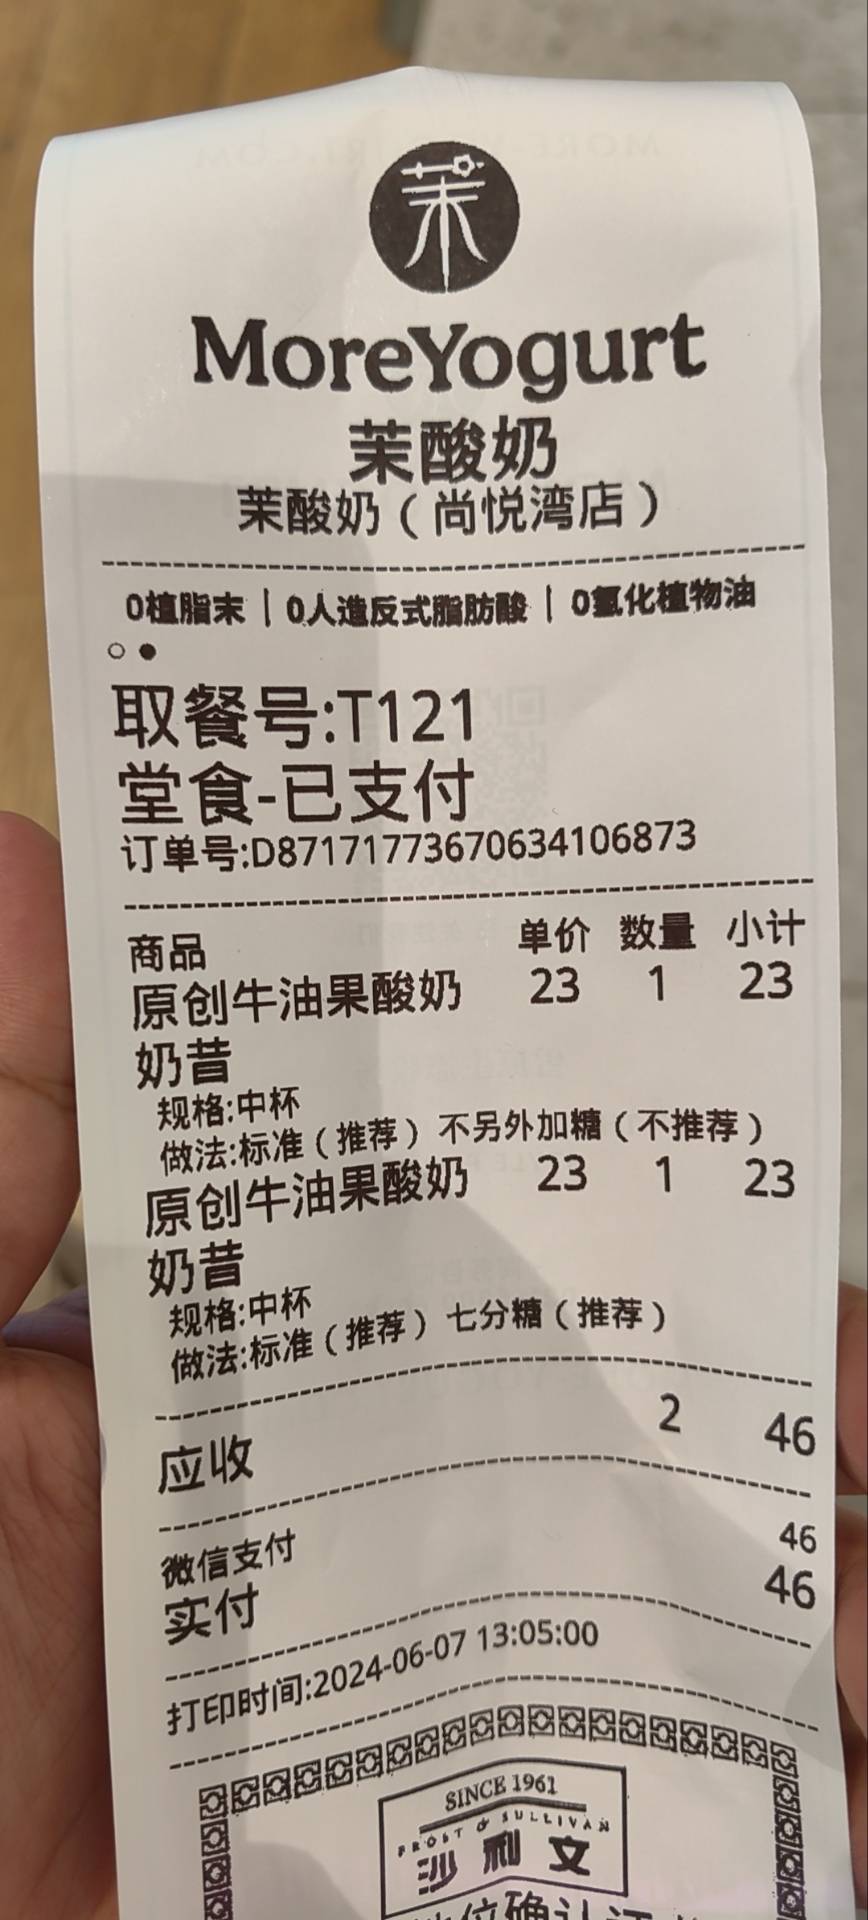 茉
MoreYogurt
茉酸奶
茉酸奶（尚悦湾店）
0植脂末｜0人造反式脂肪酸｜0氢化植物油
取餐号:T121
堂食-已支付
订单号:D87171773670634106873
商品 单价 数量 小计
原创牛油果酸奶 23 1 23
奶昔
规格:中杯
做法:标准（推荐）不另外加糖（不推荐）
原创牛油果酸奶 23 1 23
奶昔
规格:中杯
做法:标准（推荐）七分糖（推荐）
应收 2 46
微信支付 46
实付 46
打印时间:2024-06-07 13:05:00
SINCE 1961
FROST & SULLIVAN
沙利文
位确认证